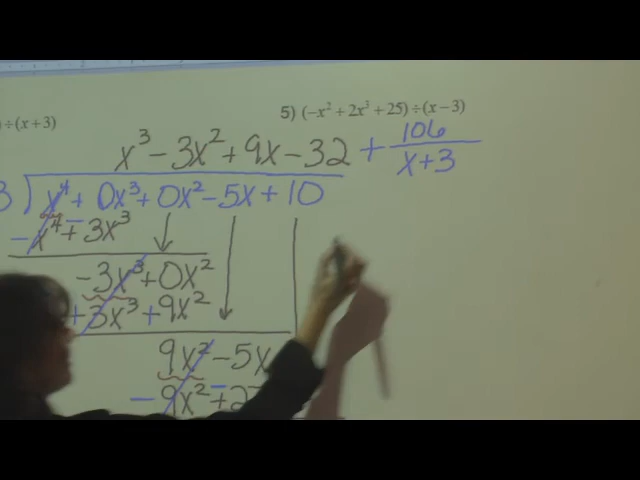 5) (−x² + 2x³ + 25) ÷ (x − 3)
) ÷ (x + 3)
x³ − 3x² + 9x − 32 + 106/(x + 3)
3 x⁴ + 0x³ + 0x² − 5x + 10
− x⁴ + 3x³
−3x³ + 0x²
+ 3x³ + 9x²
9x² − 5x
− 9x² + 2